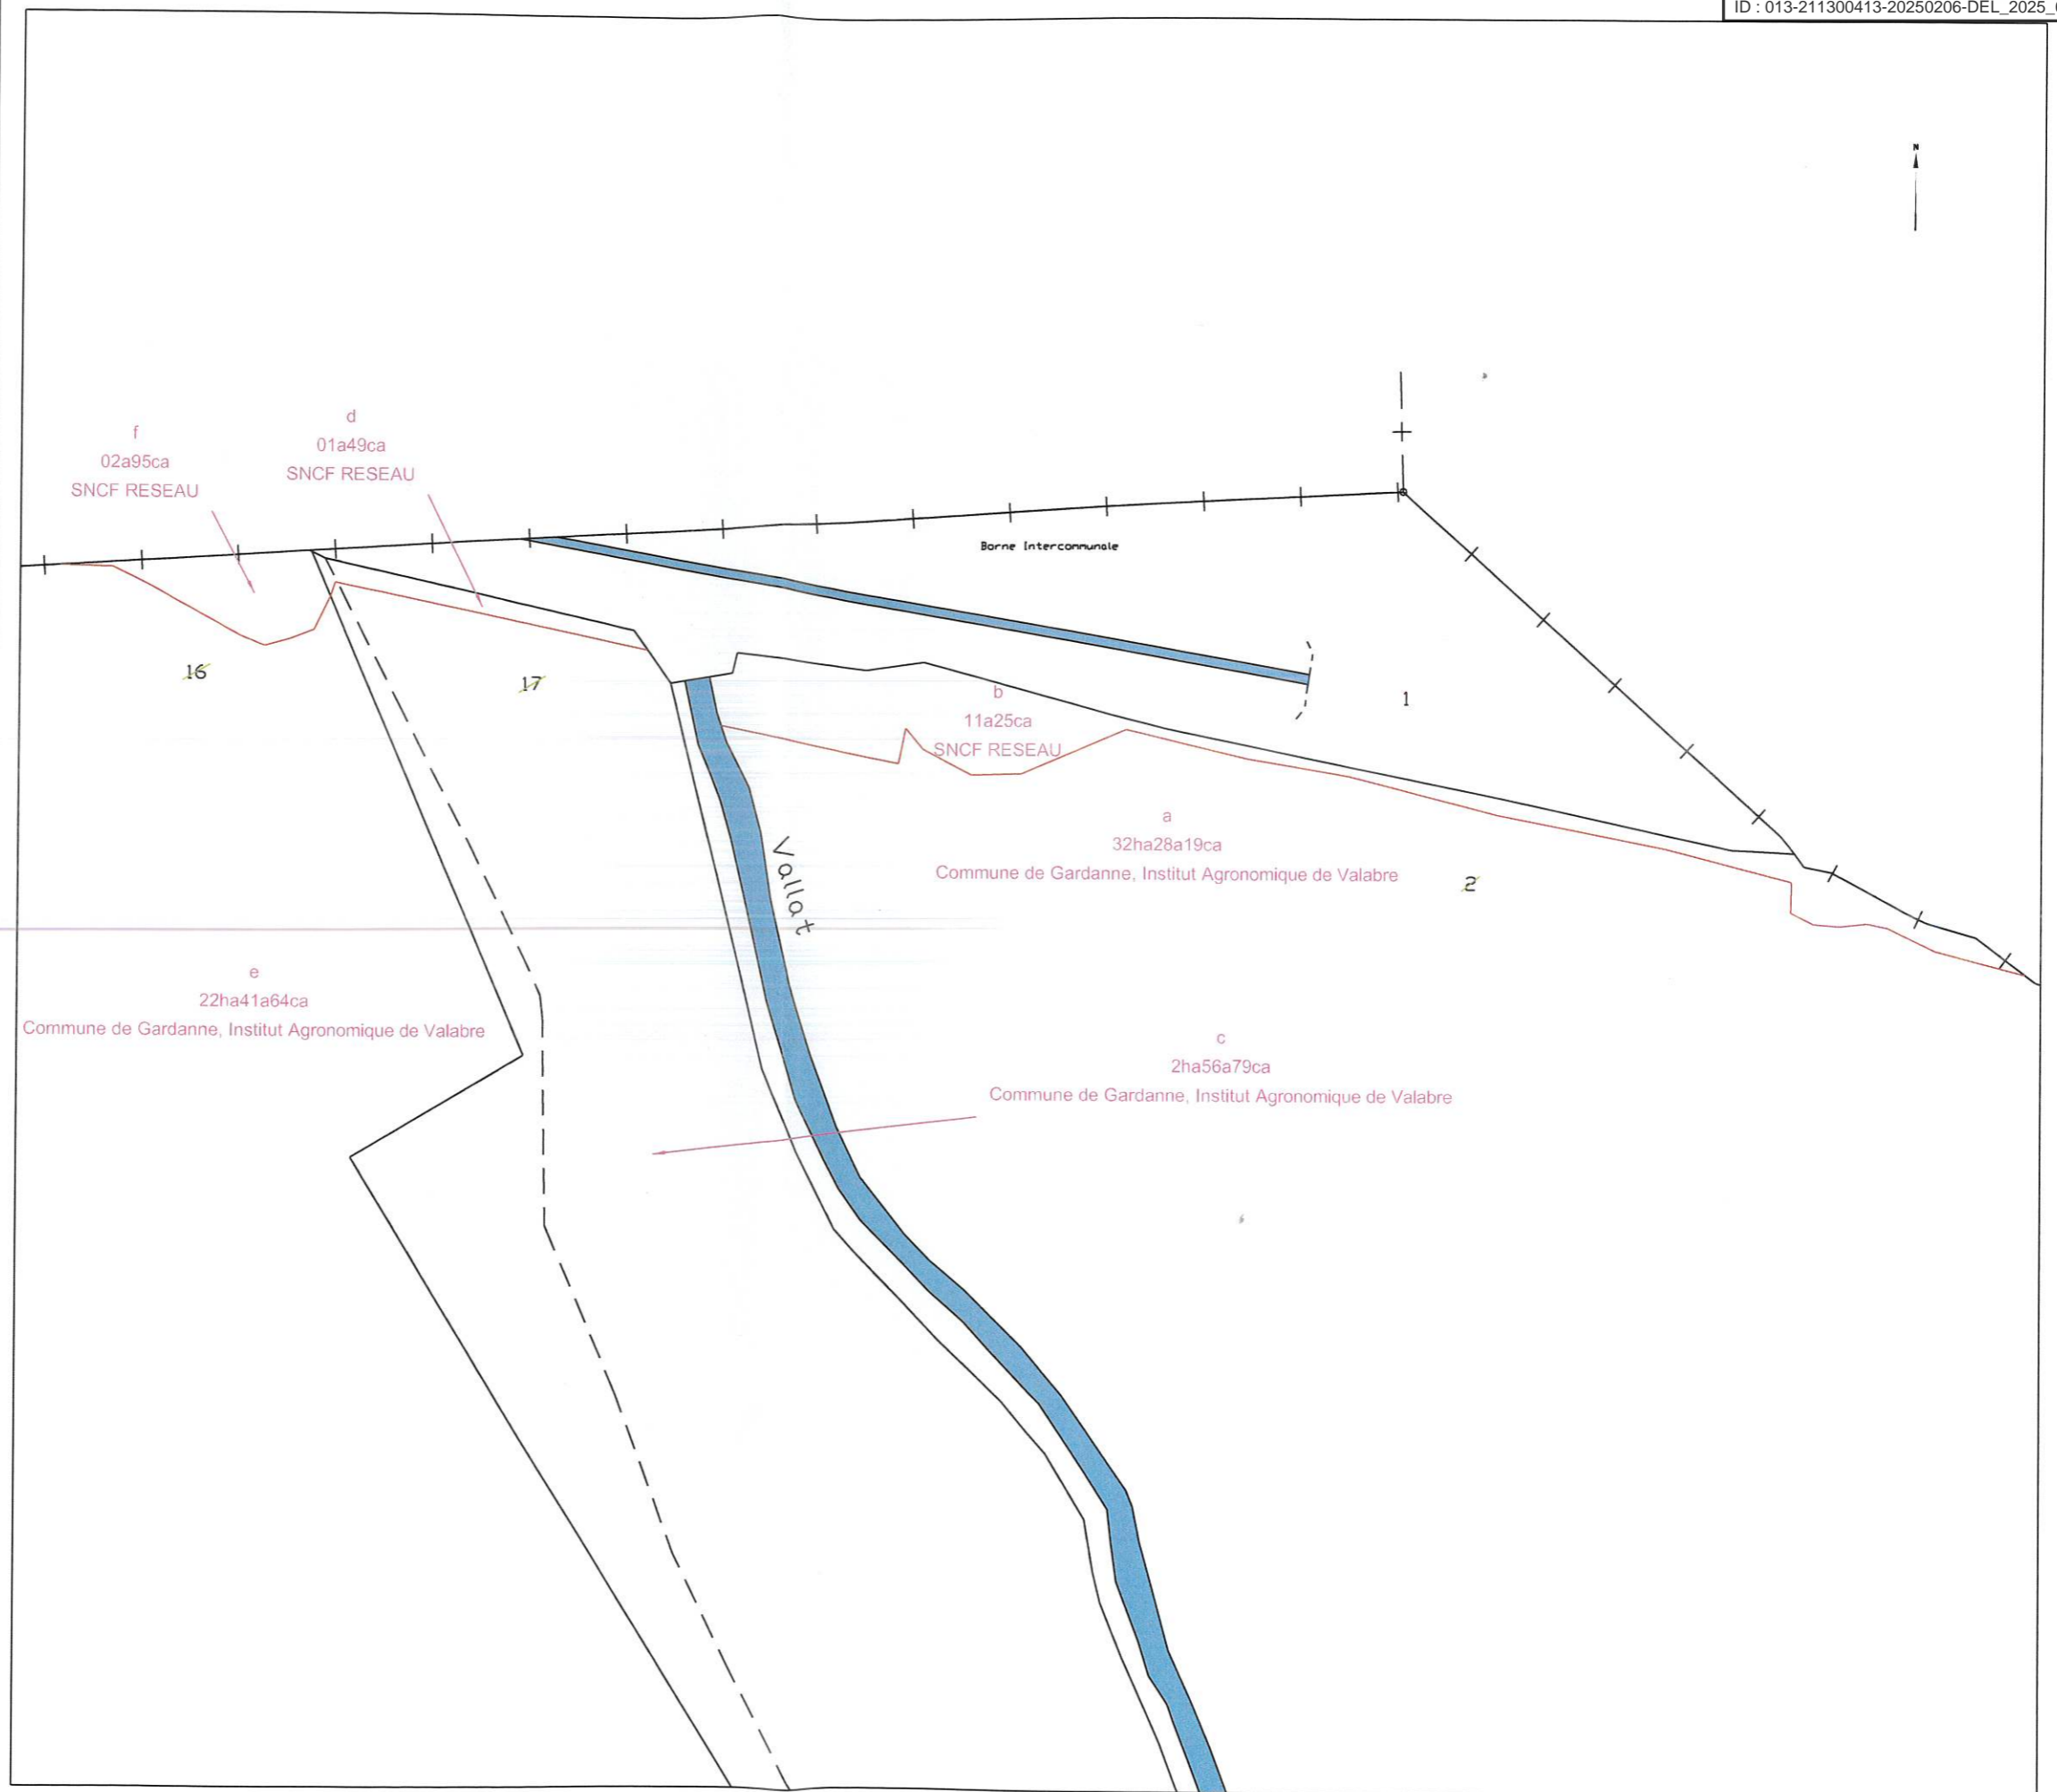 ID : 013-211300413-20250206-DEL_2025_
N
d
01a49ca
SNCF RESEAU
f
02a95ca
SNCF RESEAU
Borne Intercommunale
16
17
b
11a25ca
SNCF RESEAU
1
a
32ha28a19ca
Commune de Gardanne, Institut Agronomique de Valabre
2
Vallat
e
22ha41a64ca
Commune de Gardanne, Institut Agronomique de Valabre
c
2ha56a79ca
Commune de Gardanne, Institut Agronomique de Valabre